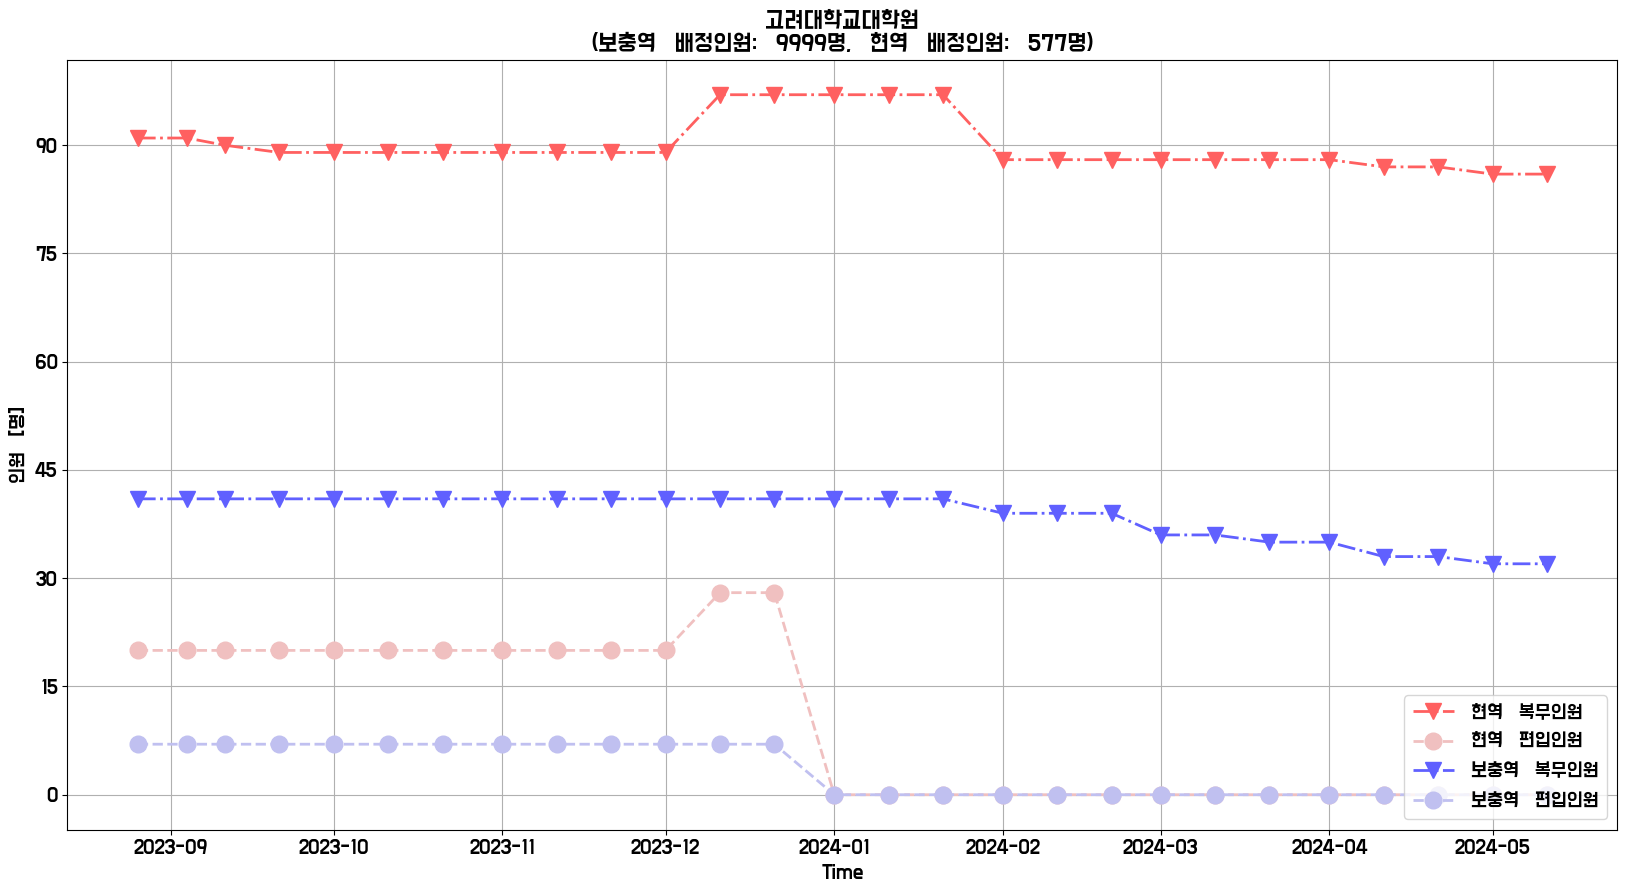 고려대학교대학원
(보충역 배정인원: 9999명, 현역 배정인원: 577명)
90
75
60
45
30
15
0
인원 [명]
2023-09 2023-10 2023-11 2023-12 2024-01 2024-02 2024-03 2024-04 2024-05
Time
현역 복무인원
현역 편입인원
보충역 복무인원
보충역 편입인원